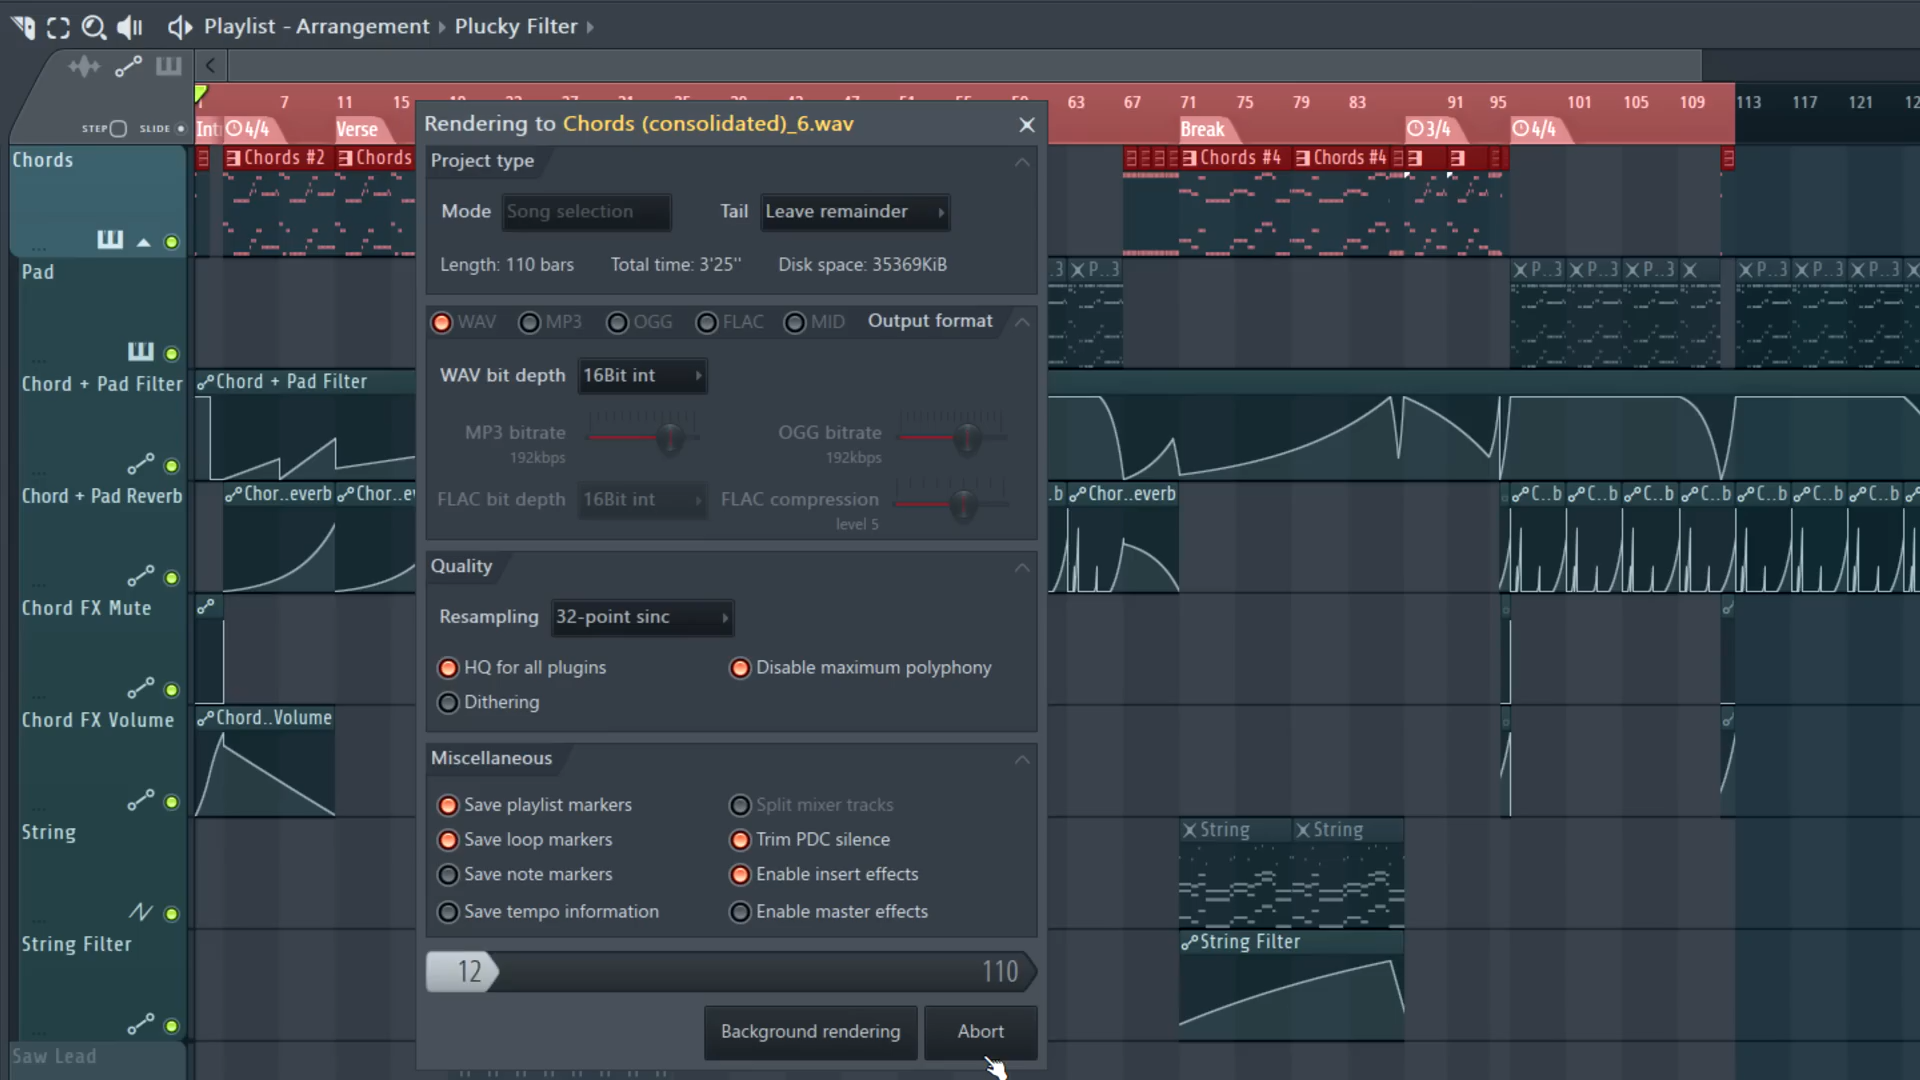 Playlist - Arrangement › Plucky Filter ›
7 11 15
63 67 71 75 79 83 91 95 101 105 109 113 117 121
STEP SLIDE
4/4 Verse
Break 3/4 4/4
Rendering to Chords (consolidated)_6.wav
Project type
Mode Song selection Tail Leave remainder
Length: 110 bars Total time: 3'25'' Disk space: 35369KiB
WAV MP3 OGG FLAC MID Output format
WAV bit depth 16Bit int
MP3 bitrate OGG bitrate
192kbps 192kbps
FLAC bit depth 16Bit int FLAC compression
level 5
Quality
Resampling 32-point sinc
HQ for all plugins Disable maximum polyphony
Dithering
Miscellaneous
Save playlist markers Split mixer tracks
Save loop markers Trim PDC silence
Save note markers Enable insert effects
Save tempo information Enable master effects
12 110
Background rendering Abort
Chords
Chords #2 Chords
Chords #4 Chords #4
Pad
P..3 P..3 P..3 P..3 P..3 P..3 P..3
Chord + Pad Filter
Chord + Pad Filter
Chord + Pad Reverb
Chor..everb
Chor..everb C..b C..b C..b C..b C..b C..b C..b
Chord FX Mute
Chord FX Volume
Chord..Volume
String
String String
String Filter
String Filter
Saw Lead